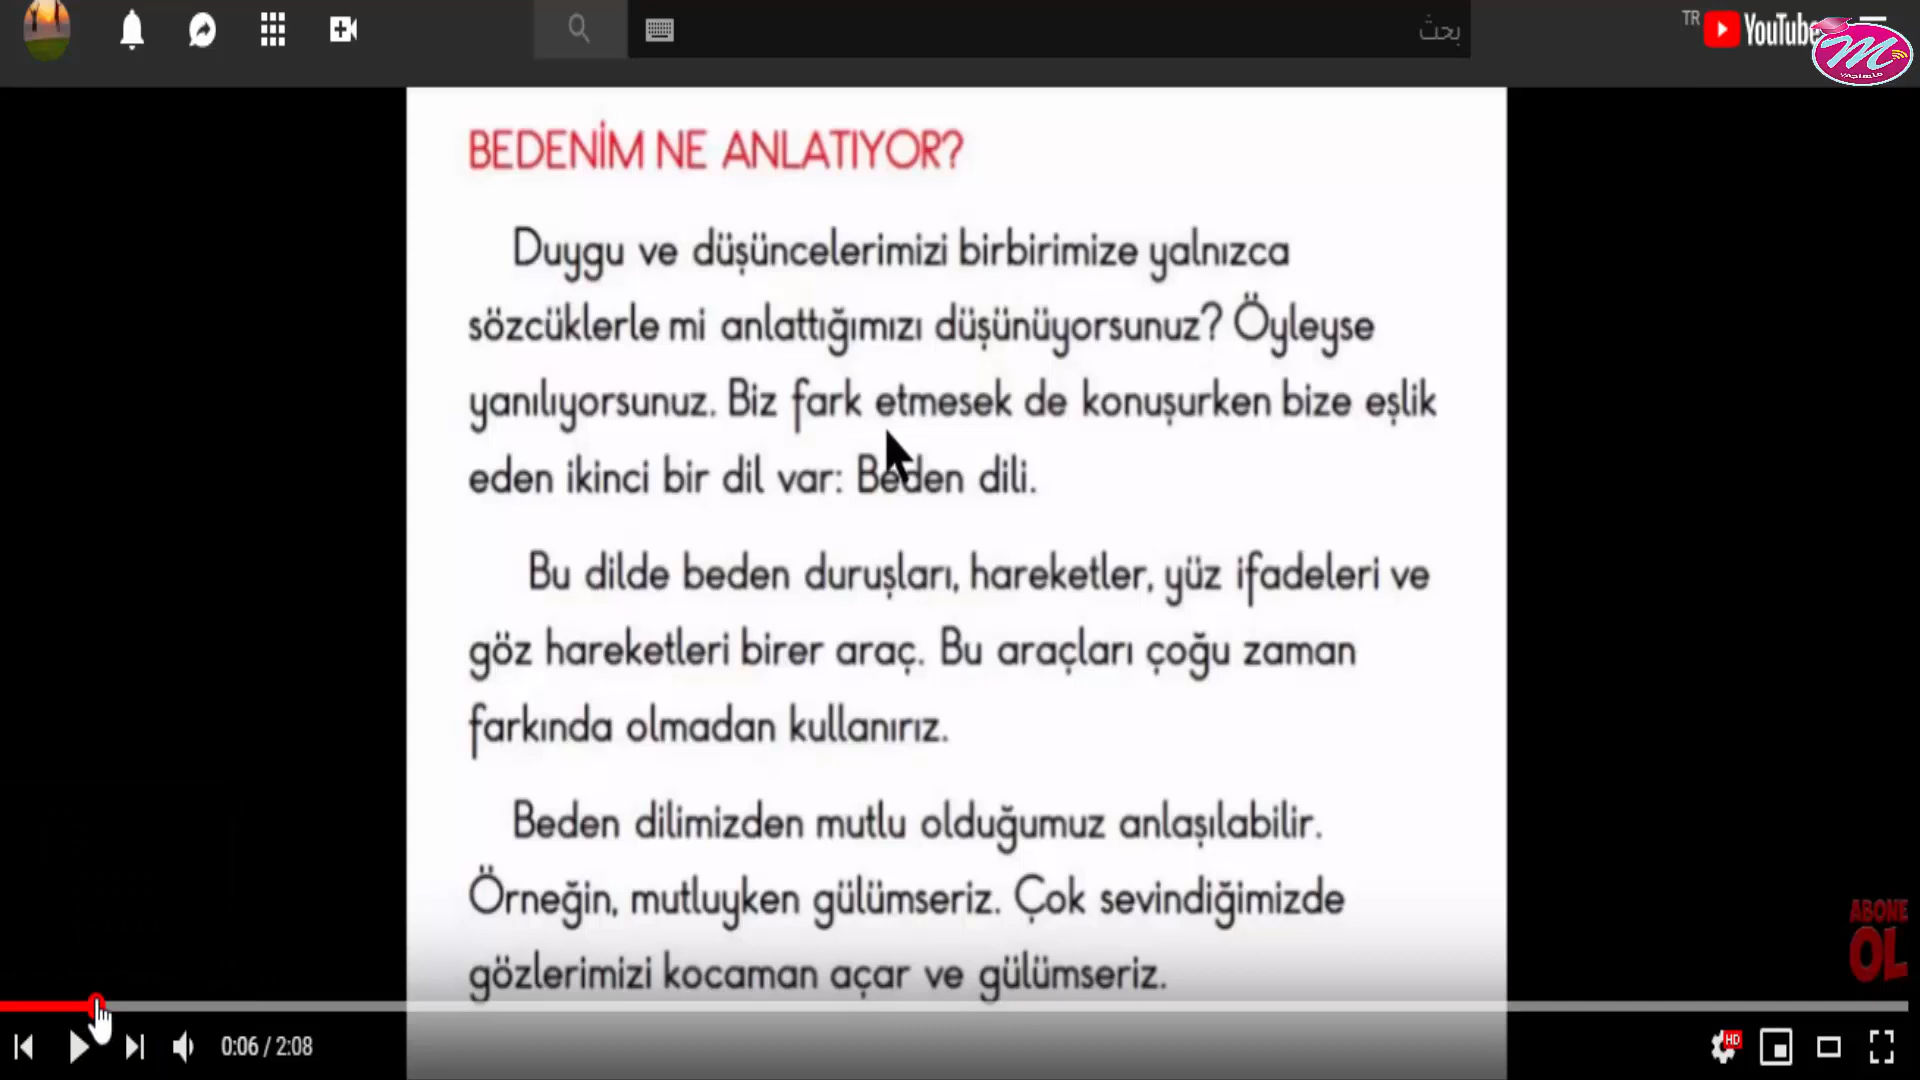 بحث
TR
YouTube
BEDENİM NE ANLATIYOR?
Duygu ve düşüncelerimizi birbirimize yalnızca
sözcüklerle mi anlattığımızı düşünüyorsunuz? Öyleyse
yanılıyorsunuz. Biz fark etmesek de konuşurken bize eşlik
eden ikinci bir dil var: Beden dili.
Bu dilde beden duruşları, hareketler, yüz ifadeleri ve
göz hareketleri birer araç. Bu araçları çoğu zaman
farkında olmadan kullanırız.
Beden dilimizden mutlu olduğumuz anlaşılabilir.
Örneğin, mutluyken gülümseriz. Çok sevindiğimizde
gözlerimizi kocaman açar ve gülümseriz.
ABONE
OL
0:06 / 2:08
HD